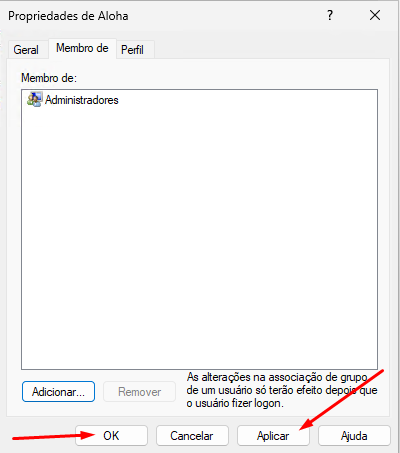 Propriedades de Aloha
?
Geral Membro de Perfil
Membro de:
Administradores
As alterações na associação de grupo
de um usuário só terão efeito depois que
o usuário fizer logon.
Adicionar... Remover
OK Cancelar Aplicar Ajuda